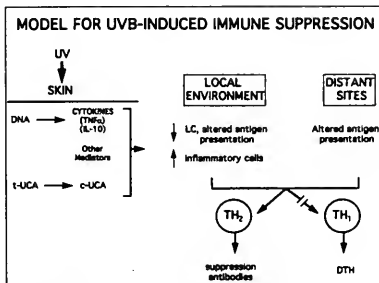 MODEL FOR UVB-INDUCED IMMUNE SUPPRESSION
UV
SKIN
DNA
CYTOKINES
(TNFα)
(IL-10)
Other
Mediators
t-UCA
c-UCA
LOCAL
ENVIRONMENT
LC, altered antigen
presentation
Inflammatory cells
DISTANT
SITES
Altered antigen
presentation
TH2
TH1
suppression
antibodies
DTH